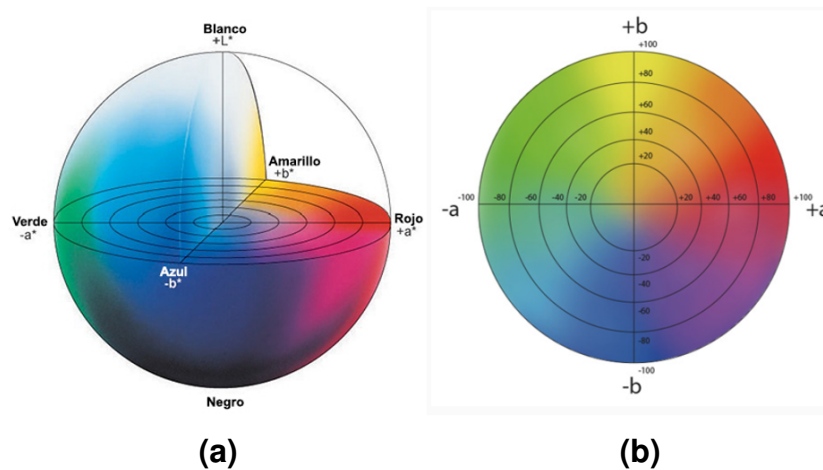 Blanco
+L*
Amarillo
+b*
Verde
-a*
Rojo
+a*
Azul
-b*
Negro
(a)
+b
+100
+80
+60
+40
+20
-100 -80 -60 -40 -20 +20 +40 +60 +80 +100
-a +a
-20
-40
-60
-80
-100
-b
(b)